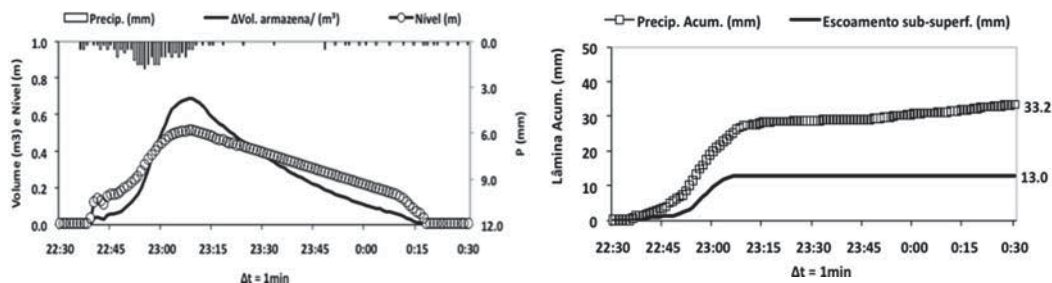 Precip. (mm) ΔVol. armazena/ (m³) Nível (m)
1.0
0.8
0.6
0.4
0.2
0.0
Volume (m3) e Nível (m)
0.0
3.0
6.0
9.0
12.0
P (mm)
22:30 22:45 23:00 23:15 23:30 23:45 0:00 0:15 0:30
Δt = 1min
Precip. Acum. (mm) Escoamento sub-superf. (mm)
50
40
30
20
10
0
Lâmina Acum. (mm)
33.2
13.0
22:30 22:45 23:00 23:15 23:30 23:45 0:00 0:15 0:30
Δt = 1min